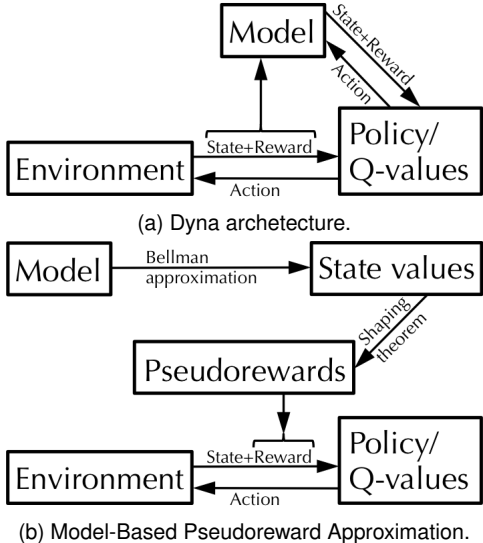 Model
State+Reward
Action
Policy/
Q-values
Environment
State+Reward
Action
(a) Dyna archetecture.
Model
Bellman
approximation
State values
Shaping
theorem
Pseudorewards
Policy/
Q-values
Environment
State+Reward
Action
(b) Model-Based Pseudoreward Approximation.